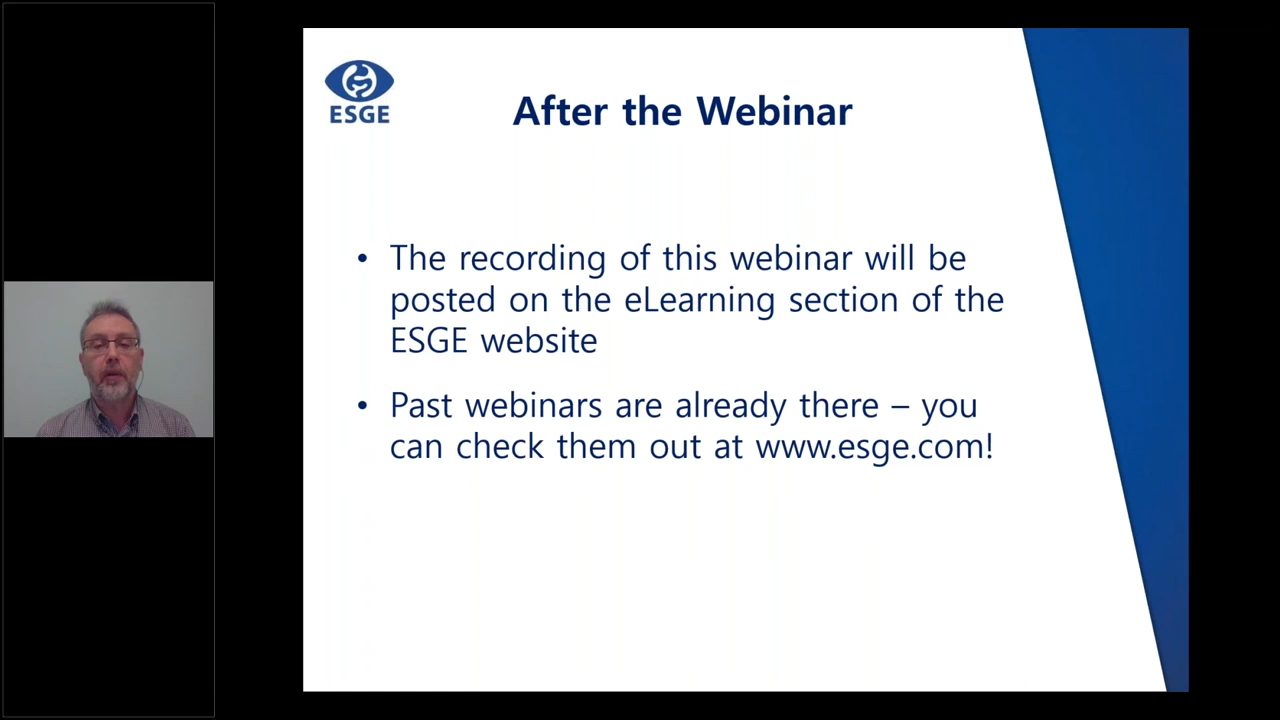 ESGE
After the Webinar
• The recording of this webinar will be
posted on the eLearning section of the
ESGE website
• Past webinars are already there – you
can check them out at www.esge.com!